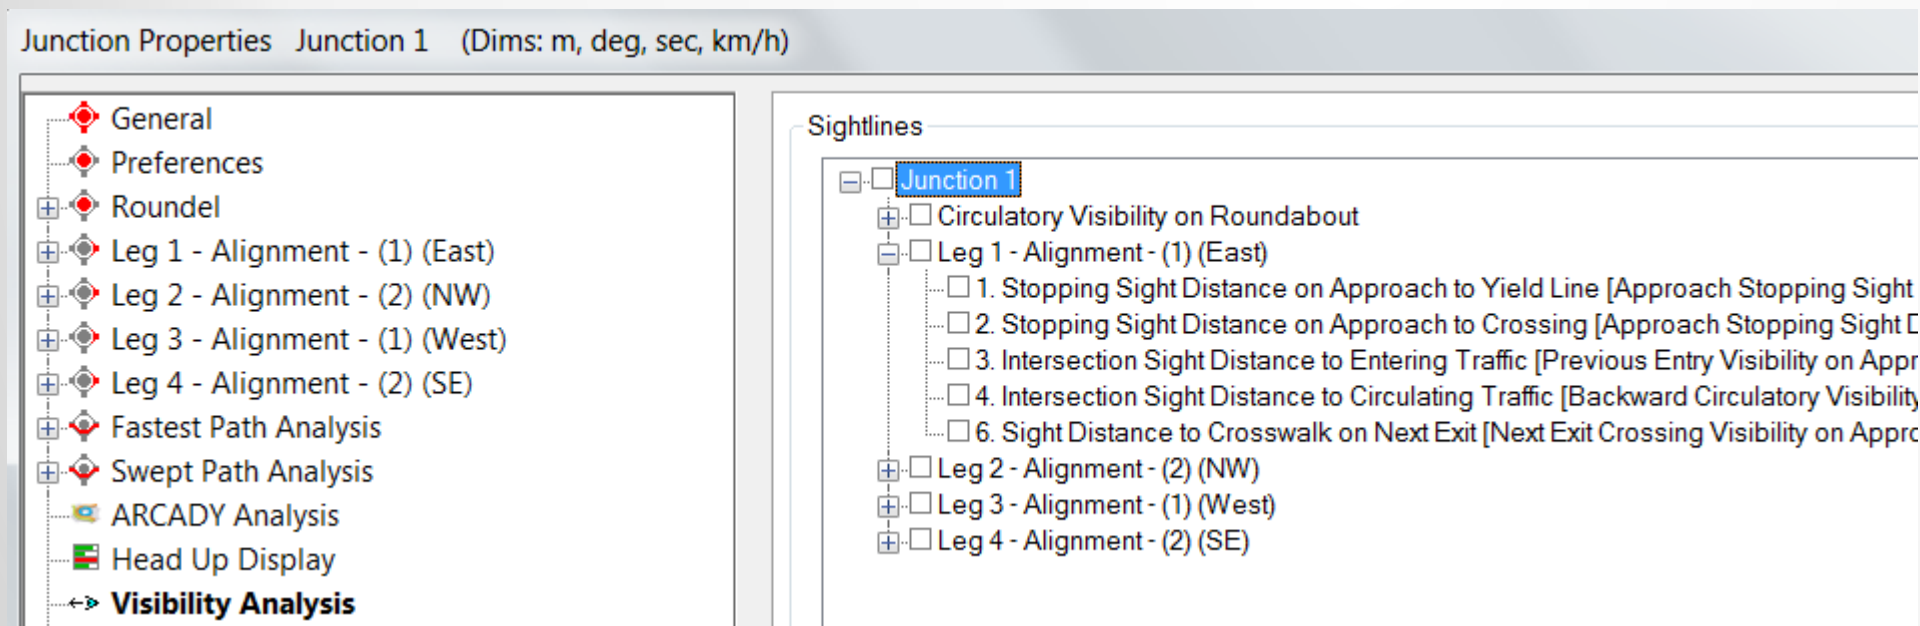 Junction Properties Junction 1 (Dims: m, deg, sec, km/h)
General
Preferences
Roundel
Leg 1 - Alignment - (1) (East)
Leg 2 - Alignment - (2) (NW)
Leg 3 - Alignment - (1) (West)
Leg 4 - Alignment - (2) (SE)
Fastest Path Analysis
Swept Path Analysis
ARCADY Analysis
Head Up Display
Visibility Analysis
Sightlines
Junction 1
Circulatory Visibility on Roundabout
Leg 1 - Alignment - (1) (East)
1. Stopping Sight Distance on Approach to Yield Line [Approach Stopping Sight
2. Stopping Sight Distance on Approach to Crossing [Approach Stopping Sight D
3. Intersection Sight Distance to Entering Traffic [Previous Entry Visibility on Appr
4. Intersection Sight Distance to Circulating Traffic [Backward Circulatory Visibility
6. Sight Distance to Crosswalk on Next Exit [Next Exit Crossing Visibility on Appro
Leg 2 - Alignment - (2) (NW)
Leg 3 - Alignment - (1) (West)
Leg 4 - Alignment - (2) (SE)